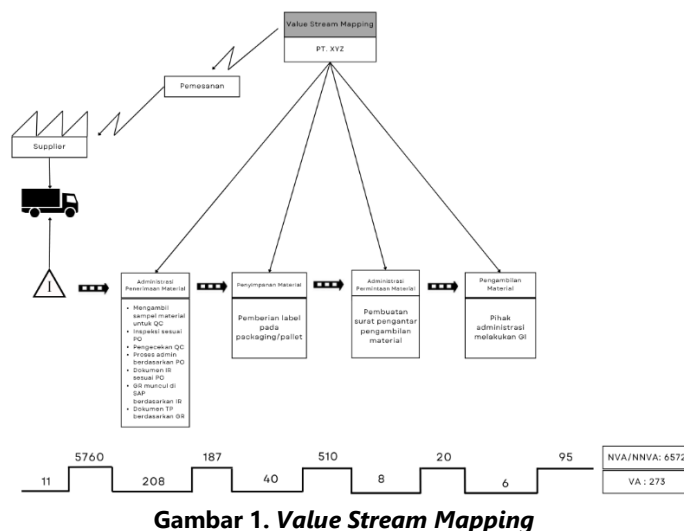 Value Stream Mapping
PT. XYZ
Pemesanan
Supplier
I
Administrasi
Penerimaan Material
• Mengambil
sampel material
untuk QC
• Inspeksi sesuai
PO
• Pengecekan QC
• Proses admin
berdasarkan PO
• Dokumen IR
sesuai PO
• GR muncul di
SAP
berdasarkan IR
• Dokumen TP
berdasarkan GR
Penyimpanan Material
Pemberian label
pada
packaging/pallet
Administrasi
Permintaan Material
Pembuatan
surat pengantar
pengambilan
material
Pengambilan
Material
Pihak
administrasi
melakukan GI
5760 187 510 20 95
11 208 40 8 6
NVA/NNVA: 6572
VA : 273
Gambar 1. Value Stream Mapping